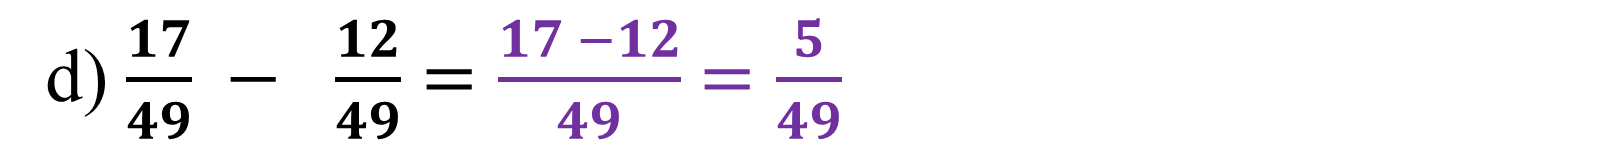 d) 17/49 − 12/49 = 17 −12/49 = 5/49